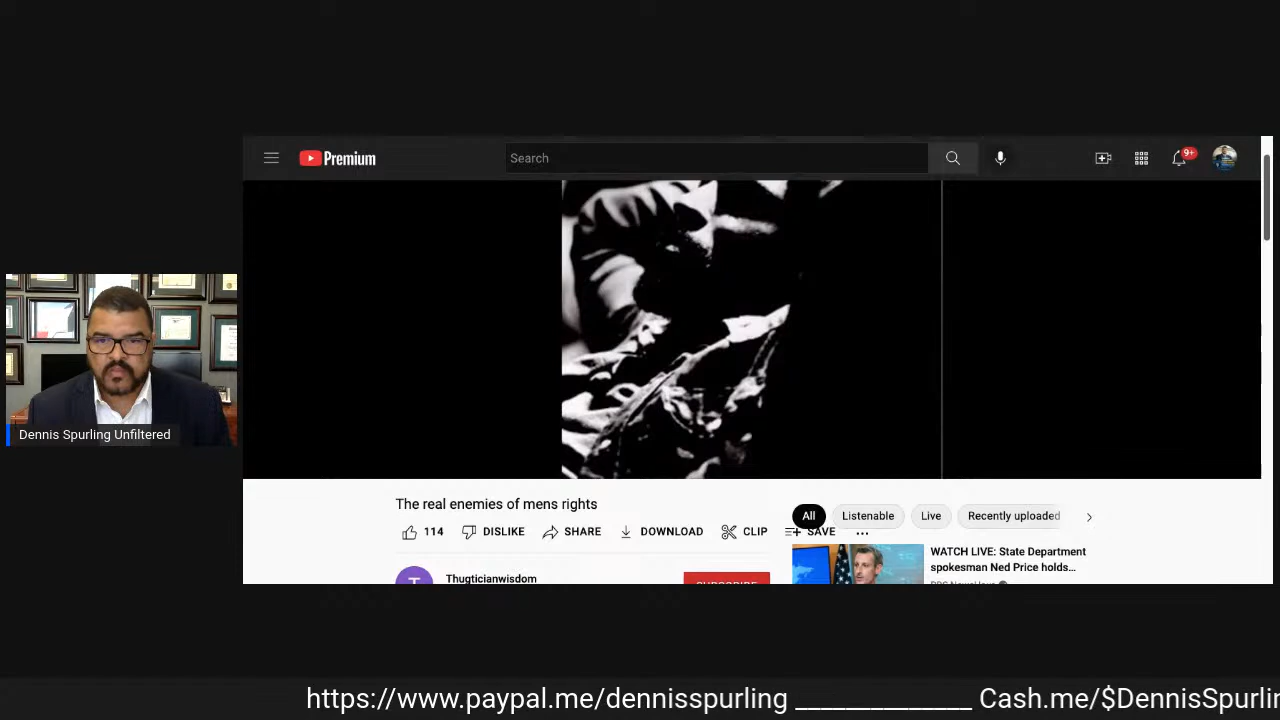 Premium
Search
9+
Dennis Spurling Unfiltered
The real enemies of mens rights
114 DISLIKE SHARE DOWNLOAD CLIP SAVE ...
All Listenable Live Recently uploaded
WATCH LIVE: State Department
spokesman Ned Price holds...
T Thugticianwisdom
SUBSCRIBE
https://www.paypal.me/dennisspurling ______________ Cash.me/$DennisSpurlin